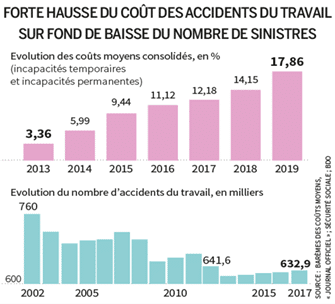 FORTE HAUSSE DU COÛT DES ACCIDENTS DU TRAVAIL
SUR FOND DE BAISSE DU NOMBRE DE SINISTRES
Evolution des coûts moyens consolidés, en %
(incapacités temporaires
et incapacités permanentes)
3,36
5,99
9,44
11,12
12,18
14,15
17,86
2013 2014 2015 2016 2017 2018 2019
Evolution du nombre d'accidents du travail, en milliers
760
641,6
632,9
600
2002 2005 2010 2015 2017
SOURCE : BARÈMES DES COÛTS MOYENS,
« JOURNAL OFFICIEL » ; SÉCURITÉ SOCIALE ; BDO